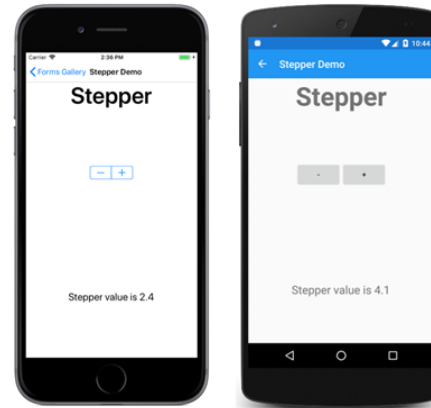 Carrier 2:36 PM
Forms Gallery Stepper Demo
Stepper
− +
Stepper value is 2.4
10:44
← Stepper Demo
Stepper
- +
Stepper value is 4.1